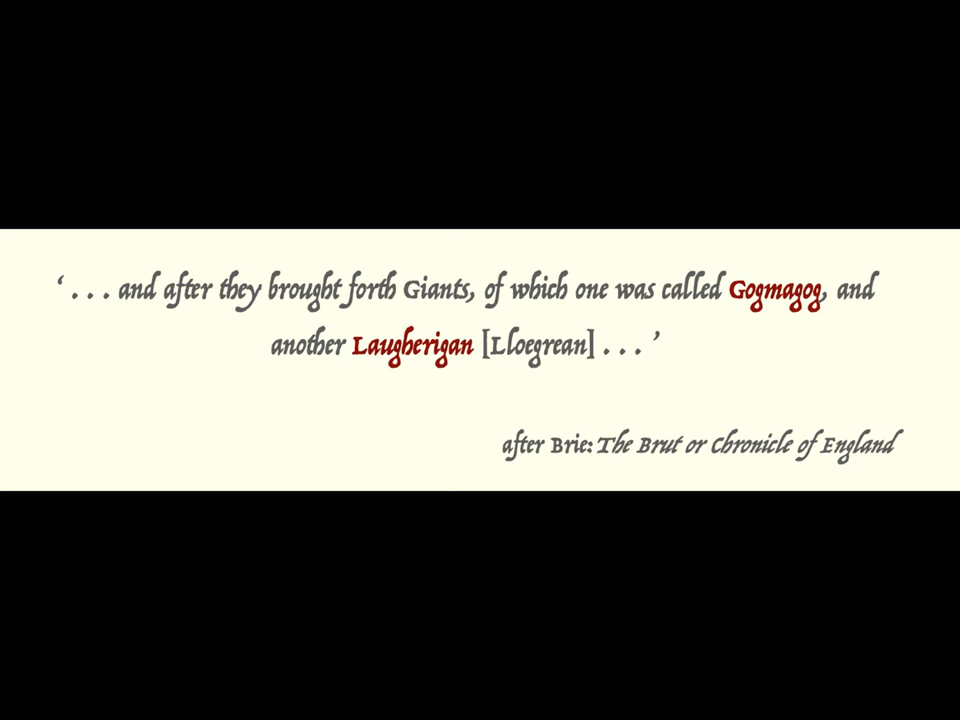 ‘ . . . and after they brought forth Giants, of which one was called Gogmagog, and
another Laugherigan [Lloegrean] . . . ’
after Brie: The Brut or Chronicle of England